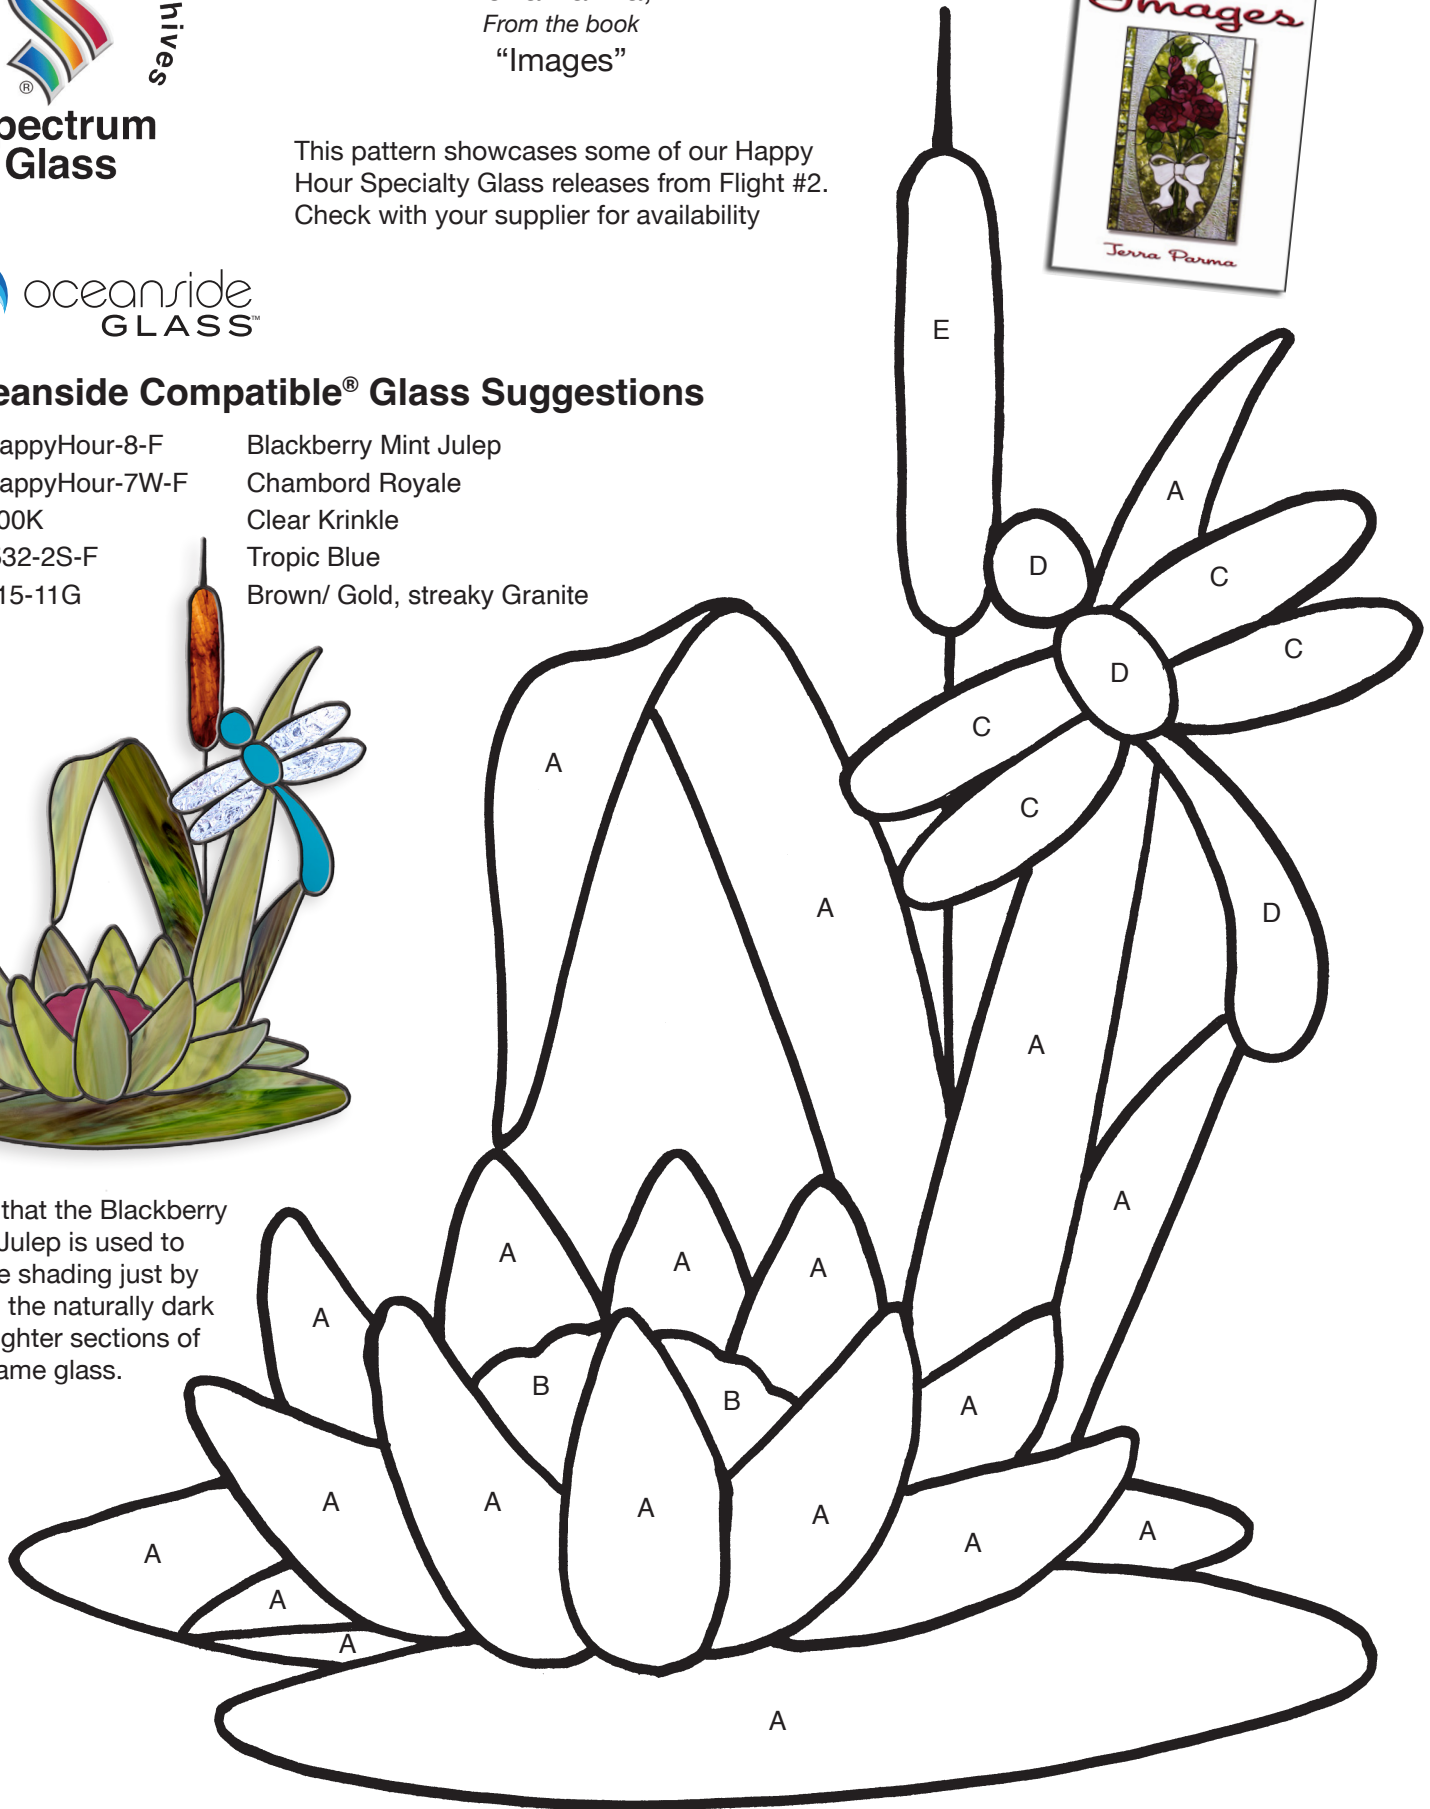 hives
®
pectrum
Glass
From the book
“Images”
This pattern showcases some of our Happy
Hour Specialty Glass releases from Flight #2.
Check with your supplier for availability
Images
Terra Parma
oceanside
GLASS™
eanside Compatible® Glass Suggestions
appyHour-8-F Blackberry Mint Julep
appyHour-7W-F Chambord Royale
00K Clear Krinkle
632-2S-F Tropic Blue
15-11G Brown/ Gold, streaky Granite
that the Blackberry
Julep is used to
e shading just by
the naturally dark
ghter sections of
ame glass.
E
A
D
C
C
D
C
A
C
A
D
A
A
A
A
A
A
B
B
A
A
A
A
A
A
A
A
A
A
A